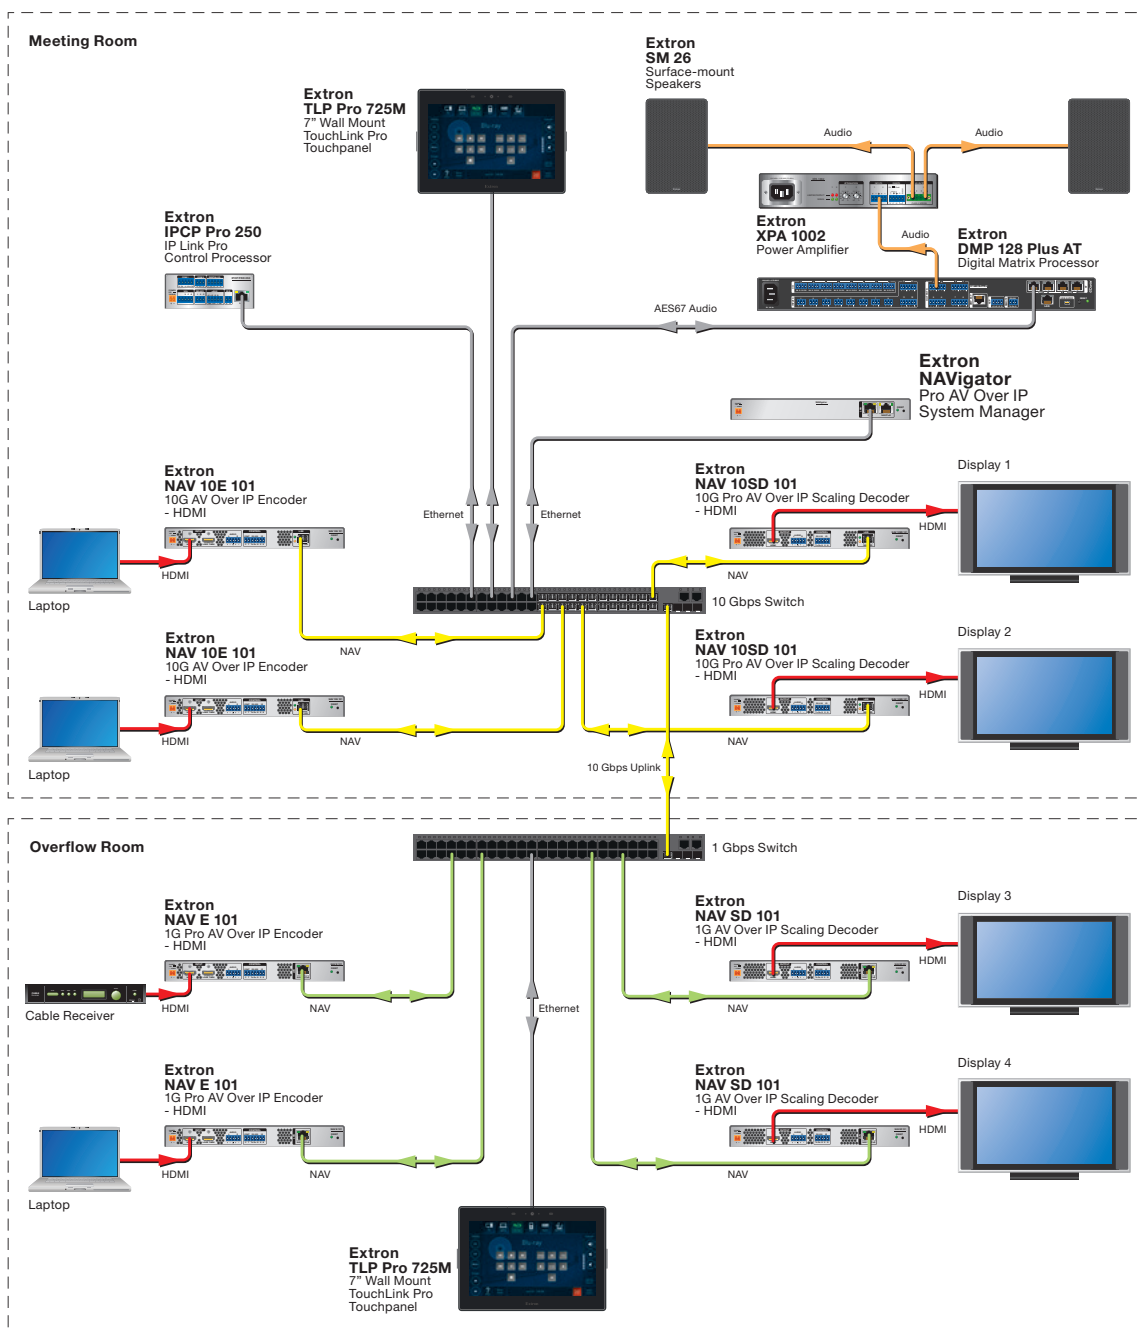 Meeting Room
Extron
SM 26
Surface-mount
Speakers
Extron
TLP Pro 725M
7” Wall Mount
TouchLink Pro
Touchpanel
Audio
Audio
Extron
IPCP Pro 250
IP Link Pro
Control Processor
Extron
XPA 1002
Power Amplifier
Audio
Extron
DMP 128 Plus AT
Digital Matrix Processor
AES67 Audio
Extron
NAVigator
Pro AV Over IP
System Manager
Extron
NAV 10E 101
10G AV Over IP Encoder
- HDMI
Ethernet
Ethernet
Extron
NAV 10SD 101
10G Pro AV Over IP Scaling Decoder
- HDMI
Display 1
HDMI
HDMI
NAV
Laptop
10 Gbps Switch
NAV
Extron
NAV 10E 101
10G AV Over IP Encoder
- HDMI
Extron
NAV 10SD 101
10G Pro AV Over IP Scaling Decoder
- HDMI
Display 2
HDMI
HDMI
NAV
NAV
Laptop
10 Gbps Uplink
Overflow Room
1 Gbps Switch
Extron
NAV E 101
1G Pro AV Over IP Encoder
- HDMI
Extron
NAV SD 101
1G AV Over IP Scaling Decoder
- HDMI
Display 3
HDMI
HDMI
NAV
Ethernet
NAV
Cable Receiver
Extron
NAV E 101
1G Pro AV Over IP Encoder
- HDMI
Extron
NAV SD 101
1G AV Over IP Scaling Decoder
- HDMI
Display 4
HDMI
HDMI
NAV
NAV
Laptop
Extron
TLP Pro 725M
7” Wall Mount
TouchLink Pro
Touchpanel